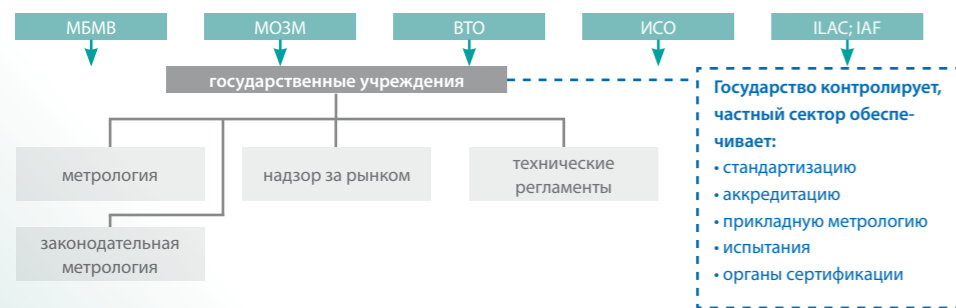 МБМВ
МОЗМ
ВТО
ИСО
ILAC; IAF
государственные учреждения
Государство контролирует,
частный сектор обеспе-
чивает:
• стандартизацию
• аккредитацию
• прикладную метрологию
• испытания
• органы сертификации
метрология
надзор за рынком
технические
регламенты
законодательная
метрология